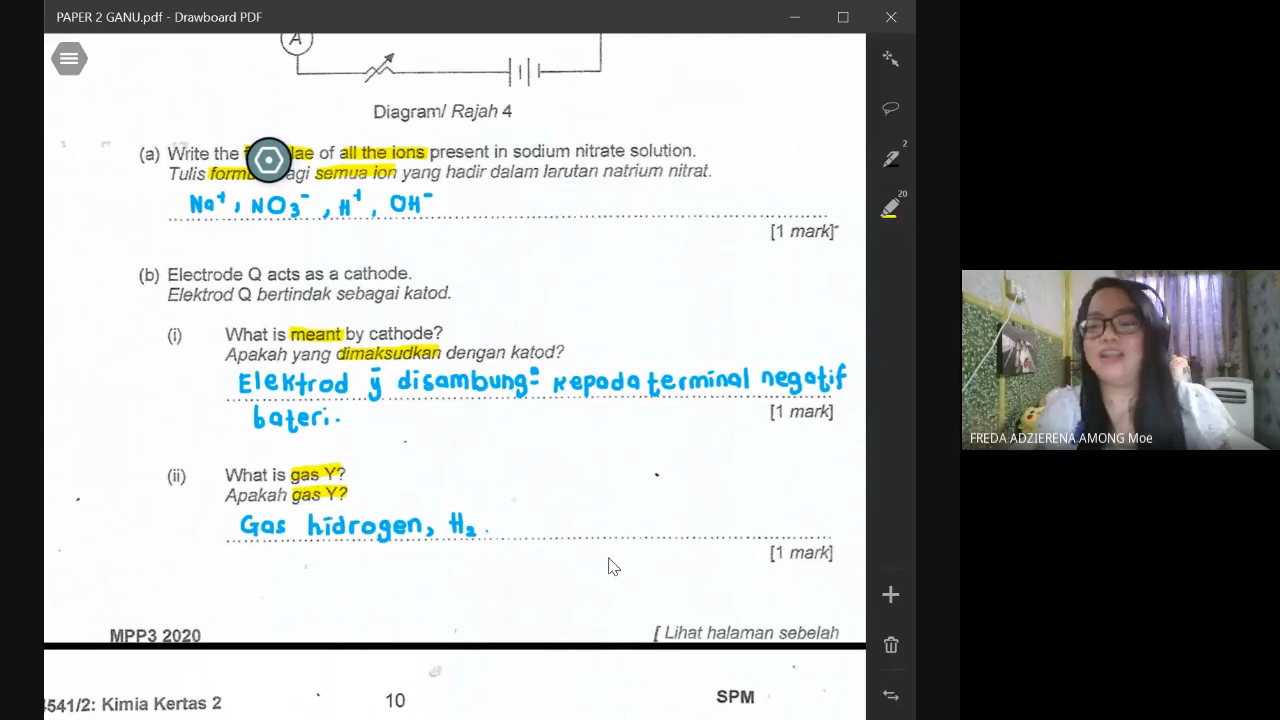 PAPER 2 GANU.pdf - Drawboard PDF
A
Diagram/ Rajah 4
(a) Write the lae of all the ions present in sodium nitrate solution.
Tulis form agi semua ion yang hadir dalam larutan natrium nitrat.
Na⁺, NO₃⁻, H⁺, OH⁻
[1 mark]
(b) Electrode Q acts as a cathode.
Elektrod Q bertindak sebagai katod.
(i) What is meant by cathode?
Apakah yang dimaksudkan dengan katod?
Elektrod ȳ disambung⁼ kepada terminal negatif
[1 mark]
bateri.
(ii) What is gas Y?
Apakah gas Y?
Gas hidrogen, H₂.
[1 mark]
MPP3 2020
[ Lihat halaman sebelah
4541/2: Kimia Kertas 2
10
SPM
2
20
FREDA ADZIERENA AMONG Moe